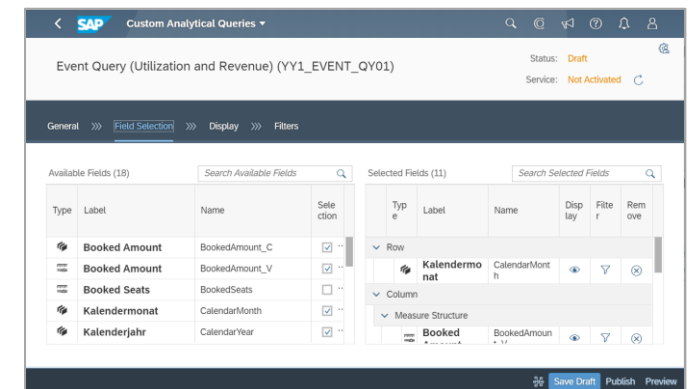 SAP Custom Analytical Queries
Event Query (Utilization and Revenue) (YY1_EVENT_QY01)
Status: Draft
Service: Not Activated
General Field Selection Display Filters
Available Fields (18) Search Available Fields
Type Label Name Sele
ction
Booked Amount BookedAmount_C
Booked Amount BookedAmount_V
Booked Seats BookedSeats
Kalendermonat CalendarMonth
Kalenderjahr CalendarYear
Selected Fields (11) Search Selected Fields
Typ
e Label Name Disp
lay Filte
r Rem
ove
Row
Kalendermo
nat CalendarMont
h
Column
Measure Structure
Booked BookedAmoun
Save Draft Publish Preview